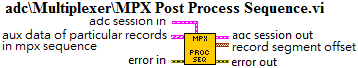 adc\Multiplexer\MPX Post Process Sequence.vi
adc session in
aux data of particular records
in mpx sequence
error in
MPX
PROC
SEQ
adc session out
record segment offset
error out